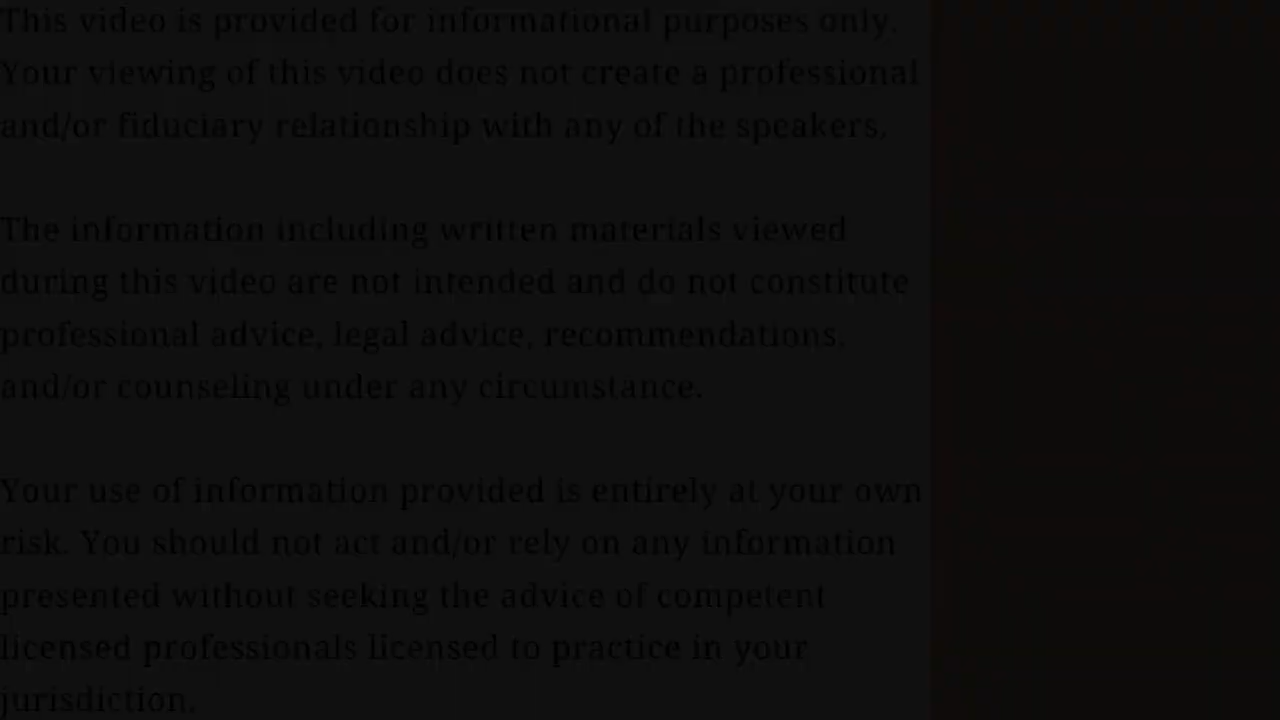 This video is provided for informational purposes only.
Your viewing of this video does not create a professional
and/or fiduciary relationship with any of the speakers.
The information including written materials viewed
during this video are not intended and do not constitute
professional advice, legal advice, recommendations,
and/or counseling under any circumstance.
Your use of information provided is entirely at your own
risk. You should not act and/or rely on any information
presented without seeking the advice of competent
licensed professionals licensed to practice in your
jurisdiction.